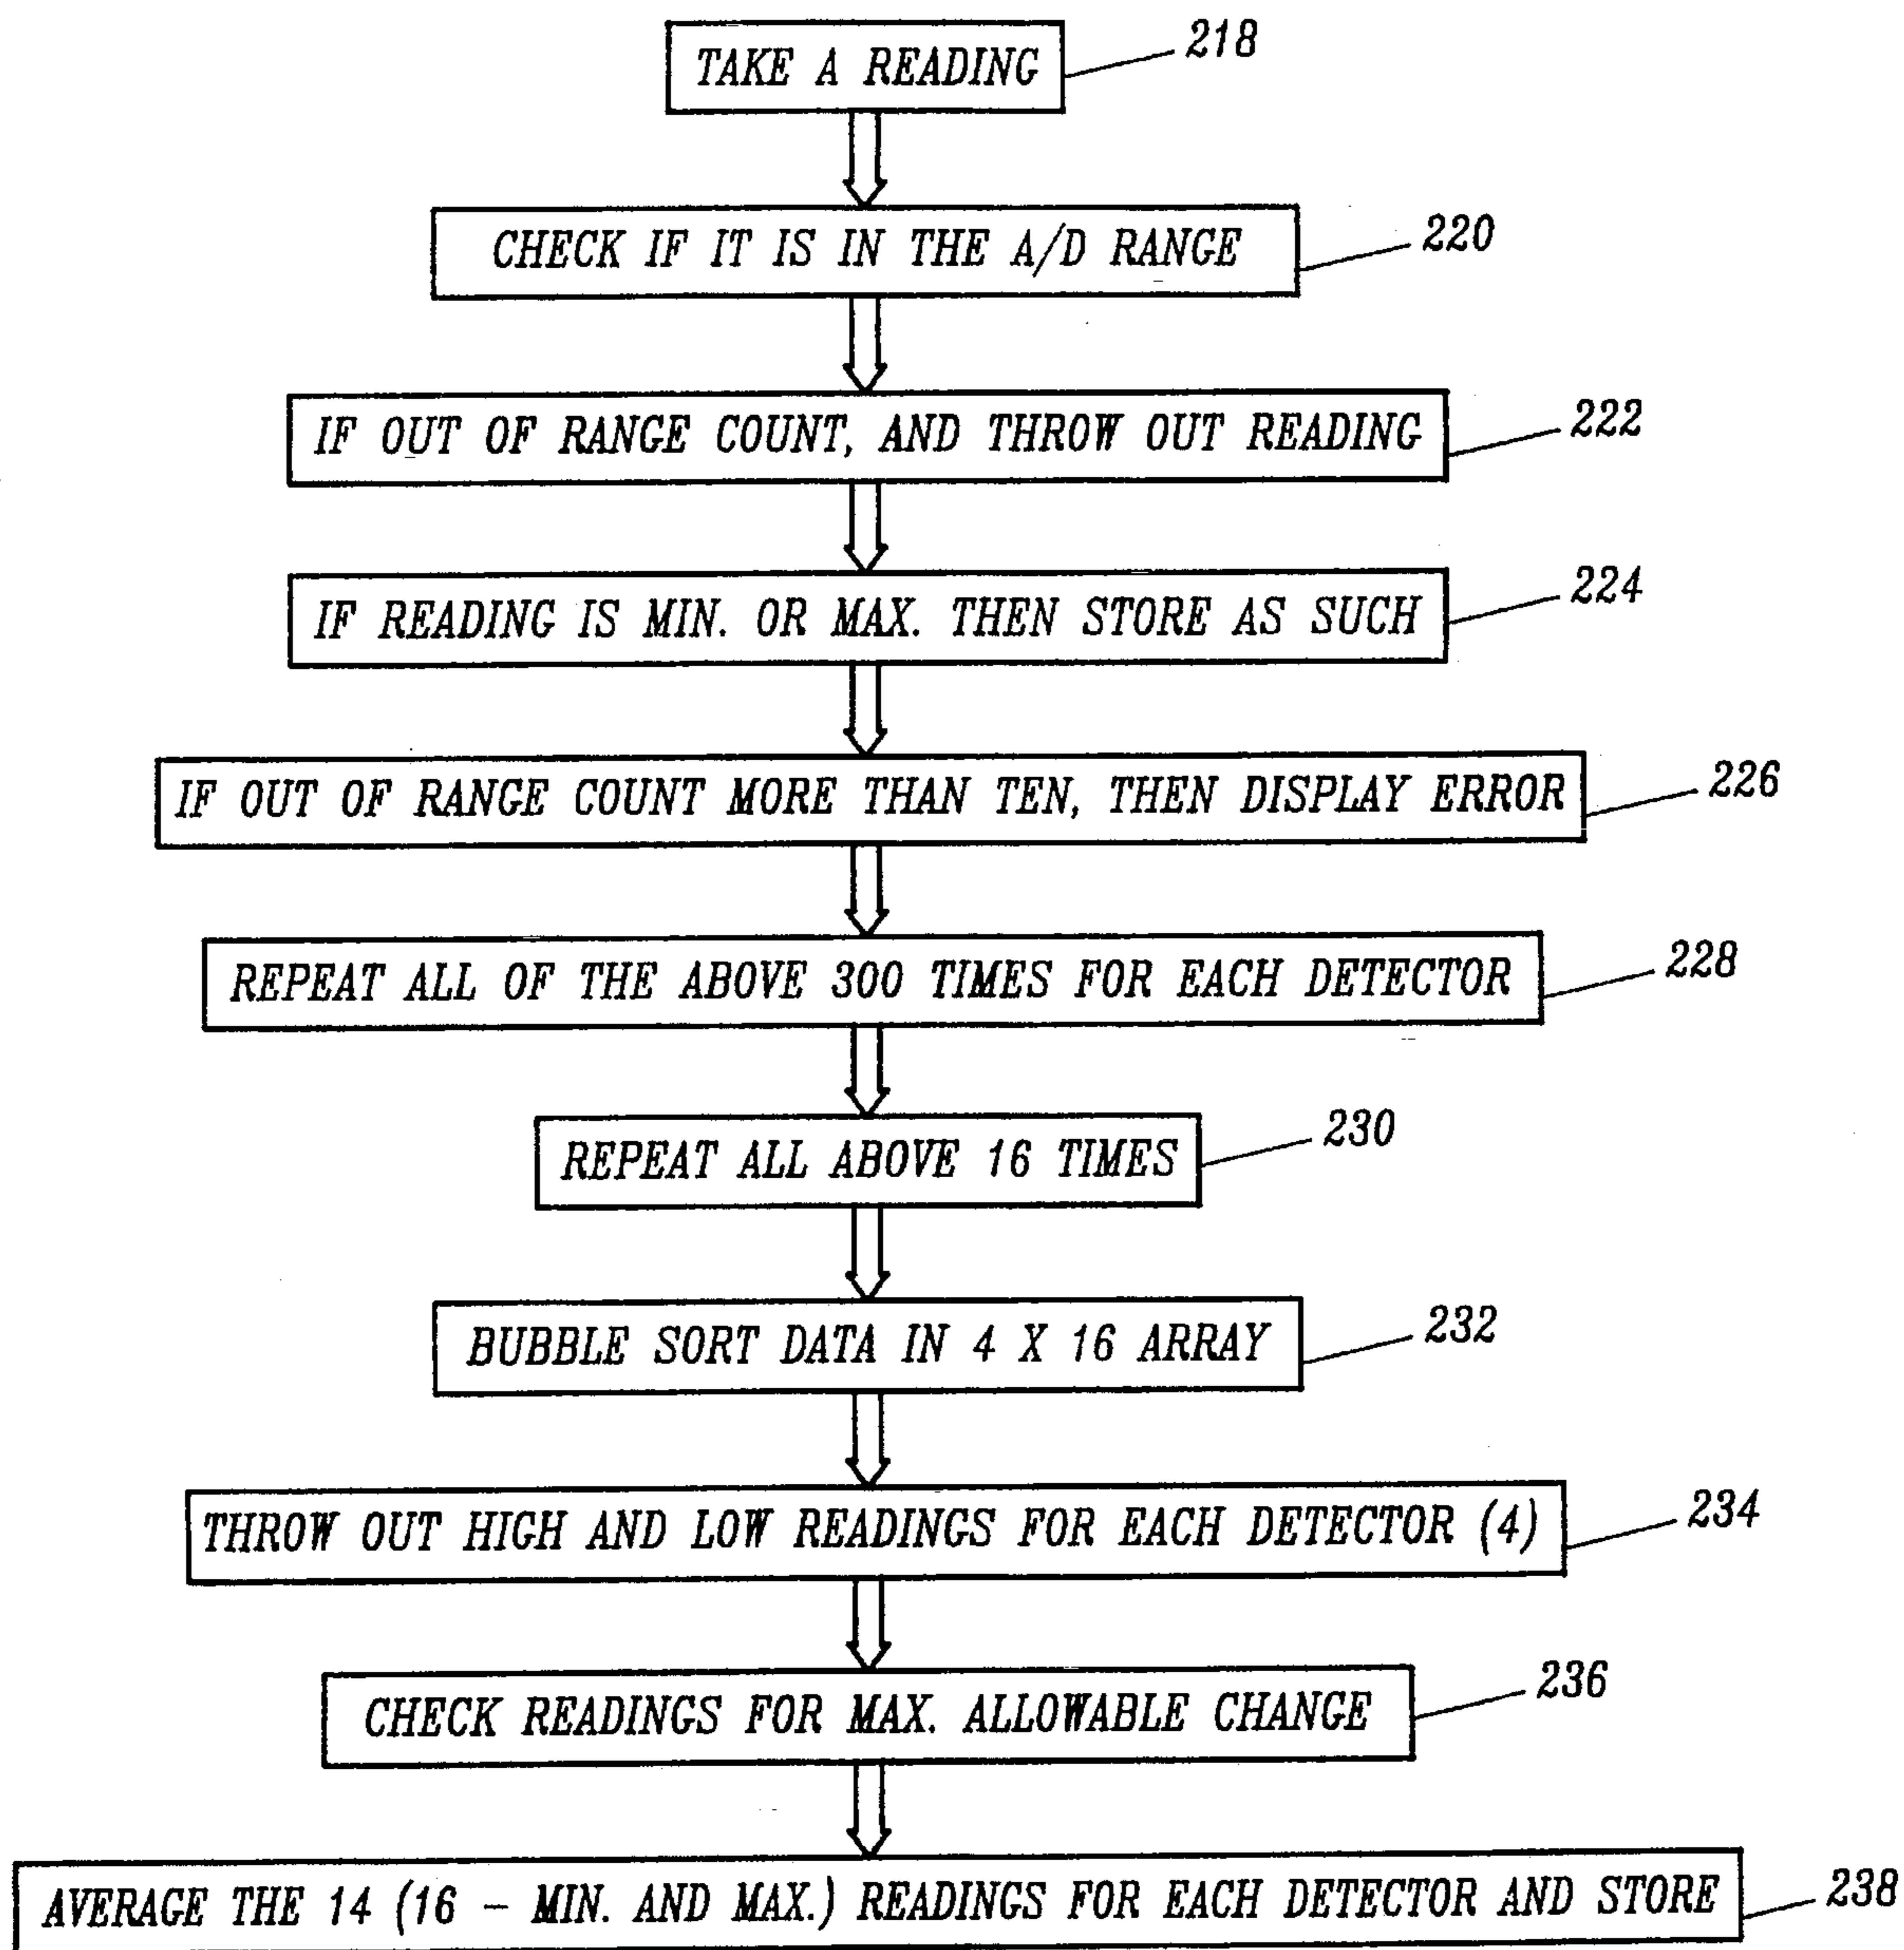 TAKE A READING 218
CHECK IF IT IS IN THE A/D RANGE 220
IF OUT OF RANGE COUNT, AND THROW OUT READING 222
IF READING IS MIN. OR MAX. THEN STORE AS SUCH 224
IF OUT OF RANGE COUNT MORE THAN TEN, THEN DISPLAY ERROR 226
REPEAT ALL OF THE ABOVE 300 TIMES FOR EACH DETECTOR 228
REPEAT ALL ABOVE 16 TIMES 230
BUBBLE SORT DATA IN 4 X 16 ARRAY 232
THROW OUT HIGH AND LOW READINGS FOR EACH DETECTOR (4) 234
CHECK READINGS FOR MAX. ALLOWABLE CHANGE 236
AVERAGE THE 14 (16 - MIN. AND MAX.) READINGS FOR EACH DETECTOR AND STORE 238